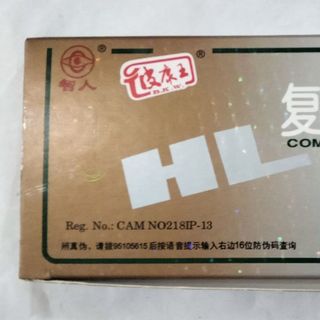 智人
皮康王
B.K.W.
®
®
复
COM
HL
Reg. No.: CAM NO218IP-13
辨真伪，请拨95105615后按语音提示输入右边16位防伪码查询